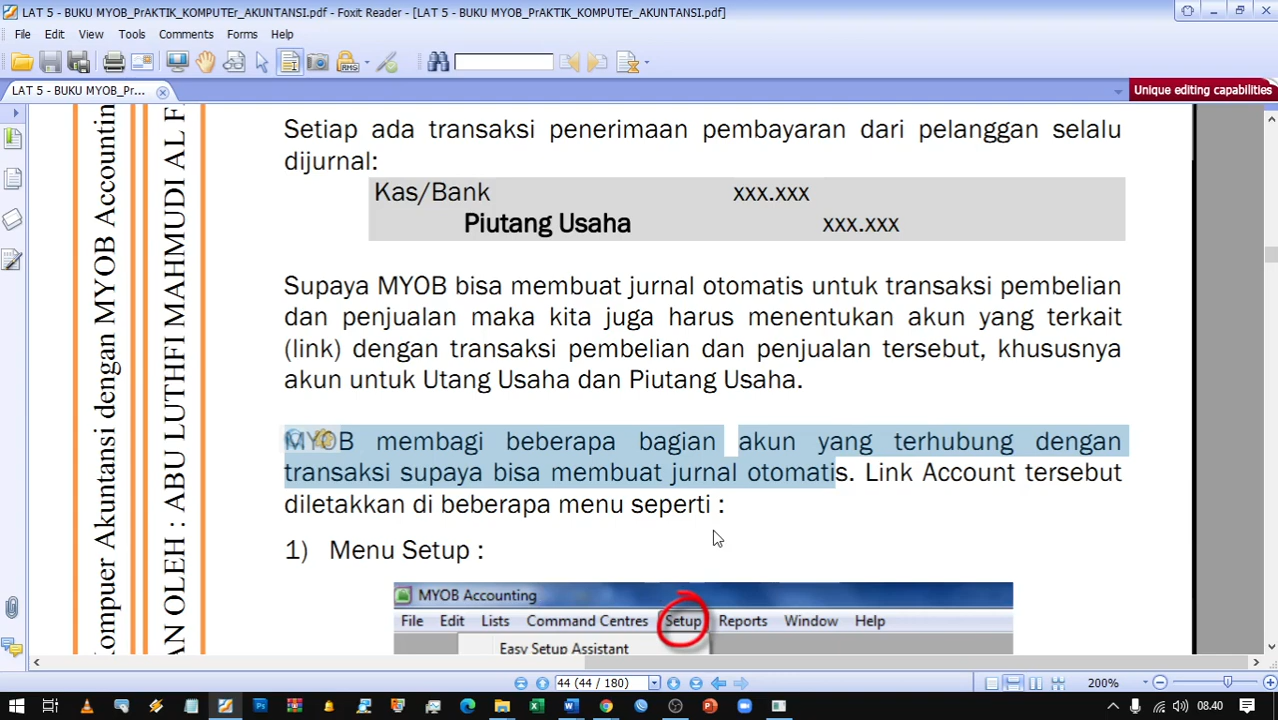 LAT 5 - BUKU MYOB_PrAKTIK_KOMPUTEr_AKUNTANSI.pdf - Foxit Reader - [LAT 5 - BUKU MYOB_PrAKTIK_KOMPUTEr_AKUNTANSI.pdf]
File Edit View Tools Comments Forms Help
LAT 5 - BUKU MYOB_Pr...
Unique editing capabilities
Kompuer Akuntansi dengan MYOB Accountin
AN OLEH : ABU LUTHFI MAHMUDI AL F
Setiap ada transaksi penerimaan pembayaran dari pelanggan selalu
dijurnal:
Kas/Bank xxx.xxx
Piutang Usaha xxx.xxx
Supaya MYOB bisa membuat jurnal otomatis untuk transaksi pembelian
dan penjualan maka kita juga harus menentukan akun yang terkait
(link) dengan transaksi pembelian dan penjualan tersebut, khususnya
akun untuk Utang Usaha dan Piutang Usaha.
MYOB membagi beberapa bagian akun yang terhubung dengan
transaksi supaya bisa membuat jurnal otomatis. Link Account tersebut
diletakkan di beberapa menu seperti :
1) Menu Setup :
MYOB Accounting
File Edit Lists Command Centres Setup Reports Window Help
Easy Setup Assistant
44 (44 / 180)
200%
08.40